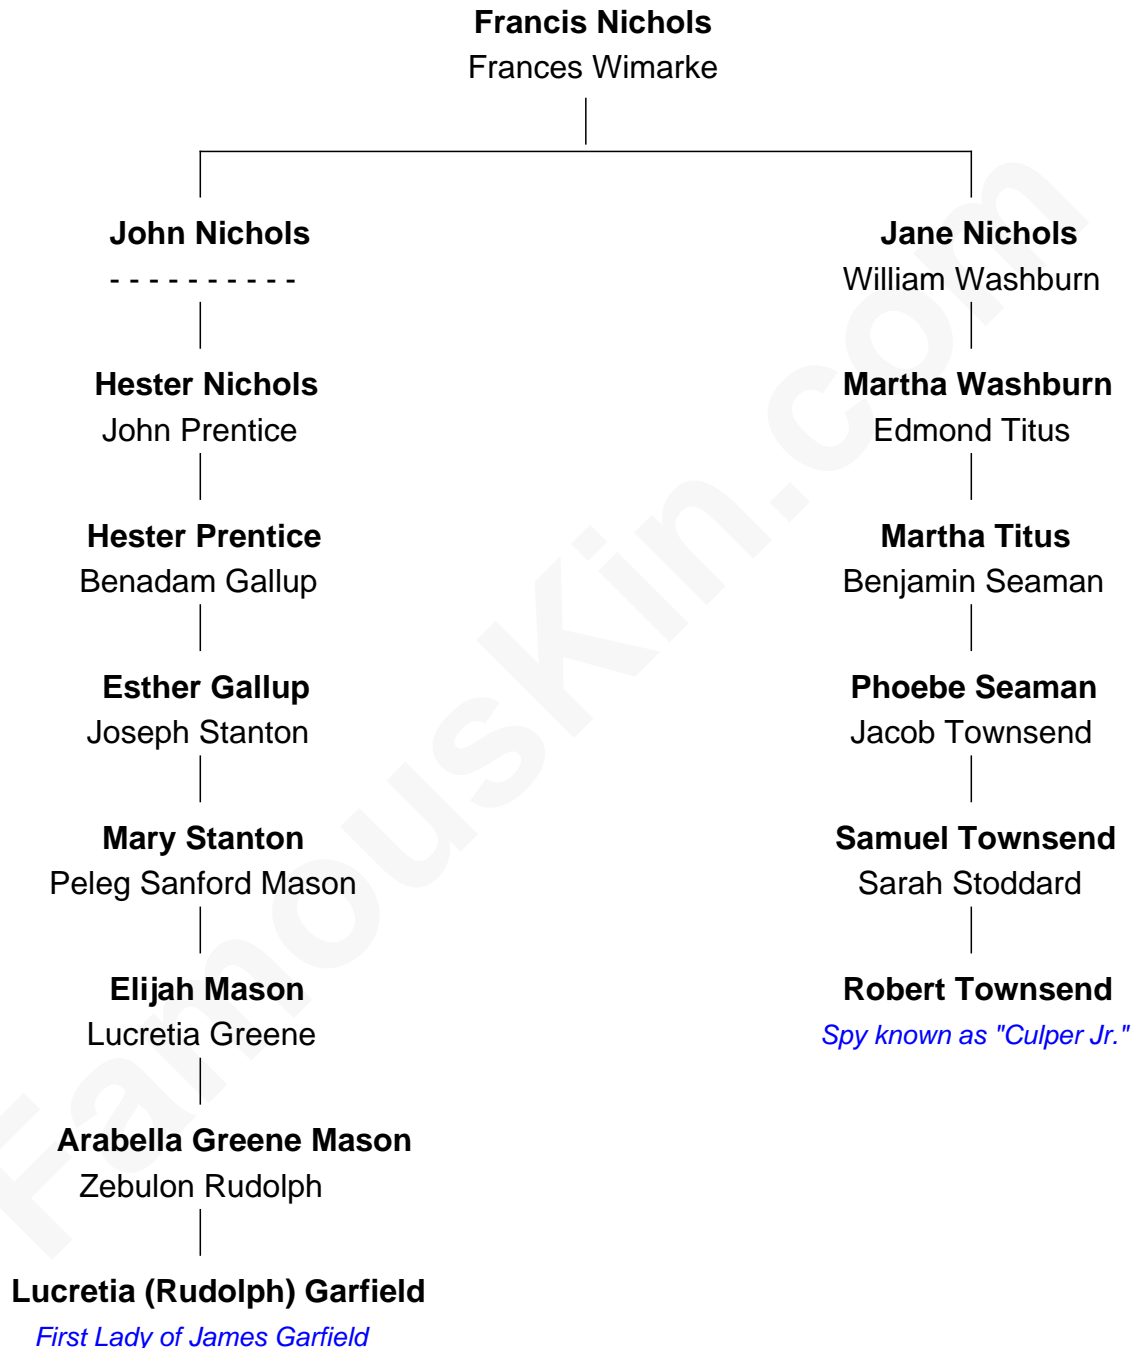 Francis Nichols
Frances Wimarke
John Nichols
- - - - - - - - - -
Jane Nichols
William Washburn
Hester Nichols
John Prentice
Martha Washburn
Edmond Titus
Hester Prentice
Benadam Gallup
Martha Titus
Benjamin Seaman
Esther Gallup
Joseph Stanton
Phoebe Seaman
Jacob Townsend
Mary Stanton
Peleg Sanford Mason
Samuel Townsend
Sarah Stoddard
Elijah Mason
Lucretia Greene
Robert Townsend
Spy known as "Culper Jr."
Arabella Greene Mason
Zebulon Rudolph
Lucretia (Rudolph) Garfield
First Lady of James Garfield
FamousKin.com